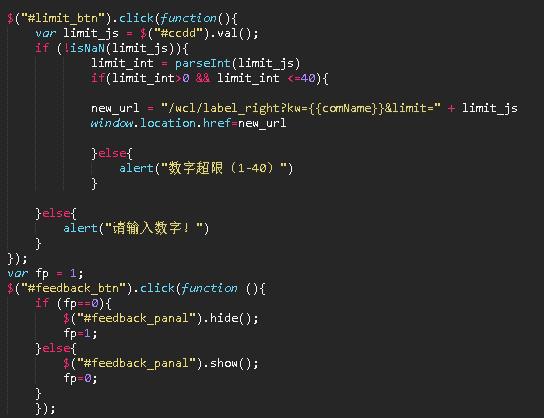 $("#limit_btn").click(function(){
    var limit_js = $("#ccdd").val();
    if (!isNaN(limit_js)){
            limit_int = parseInt(limit_js)
            if(limit_int>0 && limit_int <=40){
            new_url = "/wcl/label_right?kw={{comName}}&limit=" + limit_js
            window.location.href=new_url
            }else{
                alert("数字超限（1-40）")
            }
    }else{
        alert("请输入数字！")
    }
});
var fp = 1;
$("#feedback_btn").click(function (){
    if (fp==0){
        $("#feedback_panal").hide();
        fp=1;
    }else{
        $("#feedback_panal").show();
        fp=0;
    }
    });